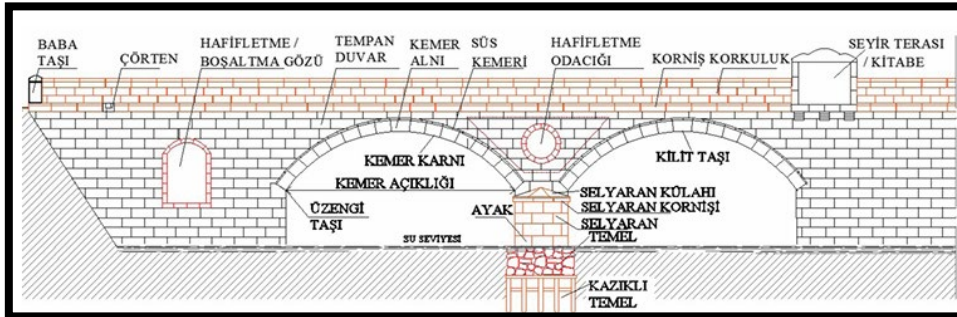 BABA
TAŞI
ÇÖRTEN
HAFİFLETME /
BOŞALTMA GÖZÜ
TEMPAN
DUVAR
KEMER
ALNI
SÜS
KEMERİ
HAFİFLETME
ODACIĞI
KORNİŞ
KORKULUK
SEYİR TERASI
/ KİTABE
KEMER KARNI
KİLİT TAŞI
KEMER AÇIKLIĞI
ÜZENGİ
TAŞI
AYAK
SELYARAN KÜLAHI
SELYARAN KORNİŞİ
SELYARAN
TEMEL
SU SEVİYESİ
KAZIKLI
TEMEL